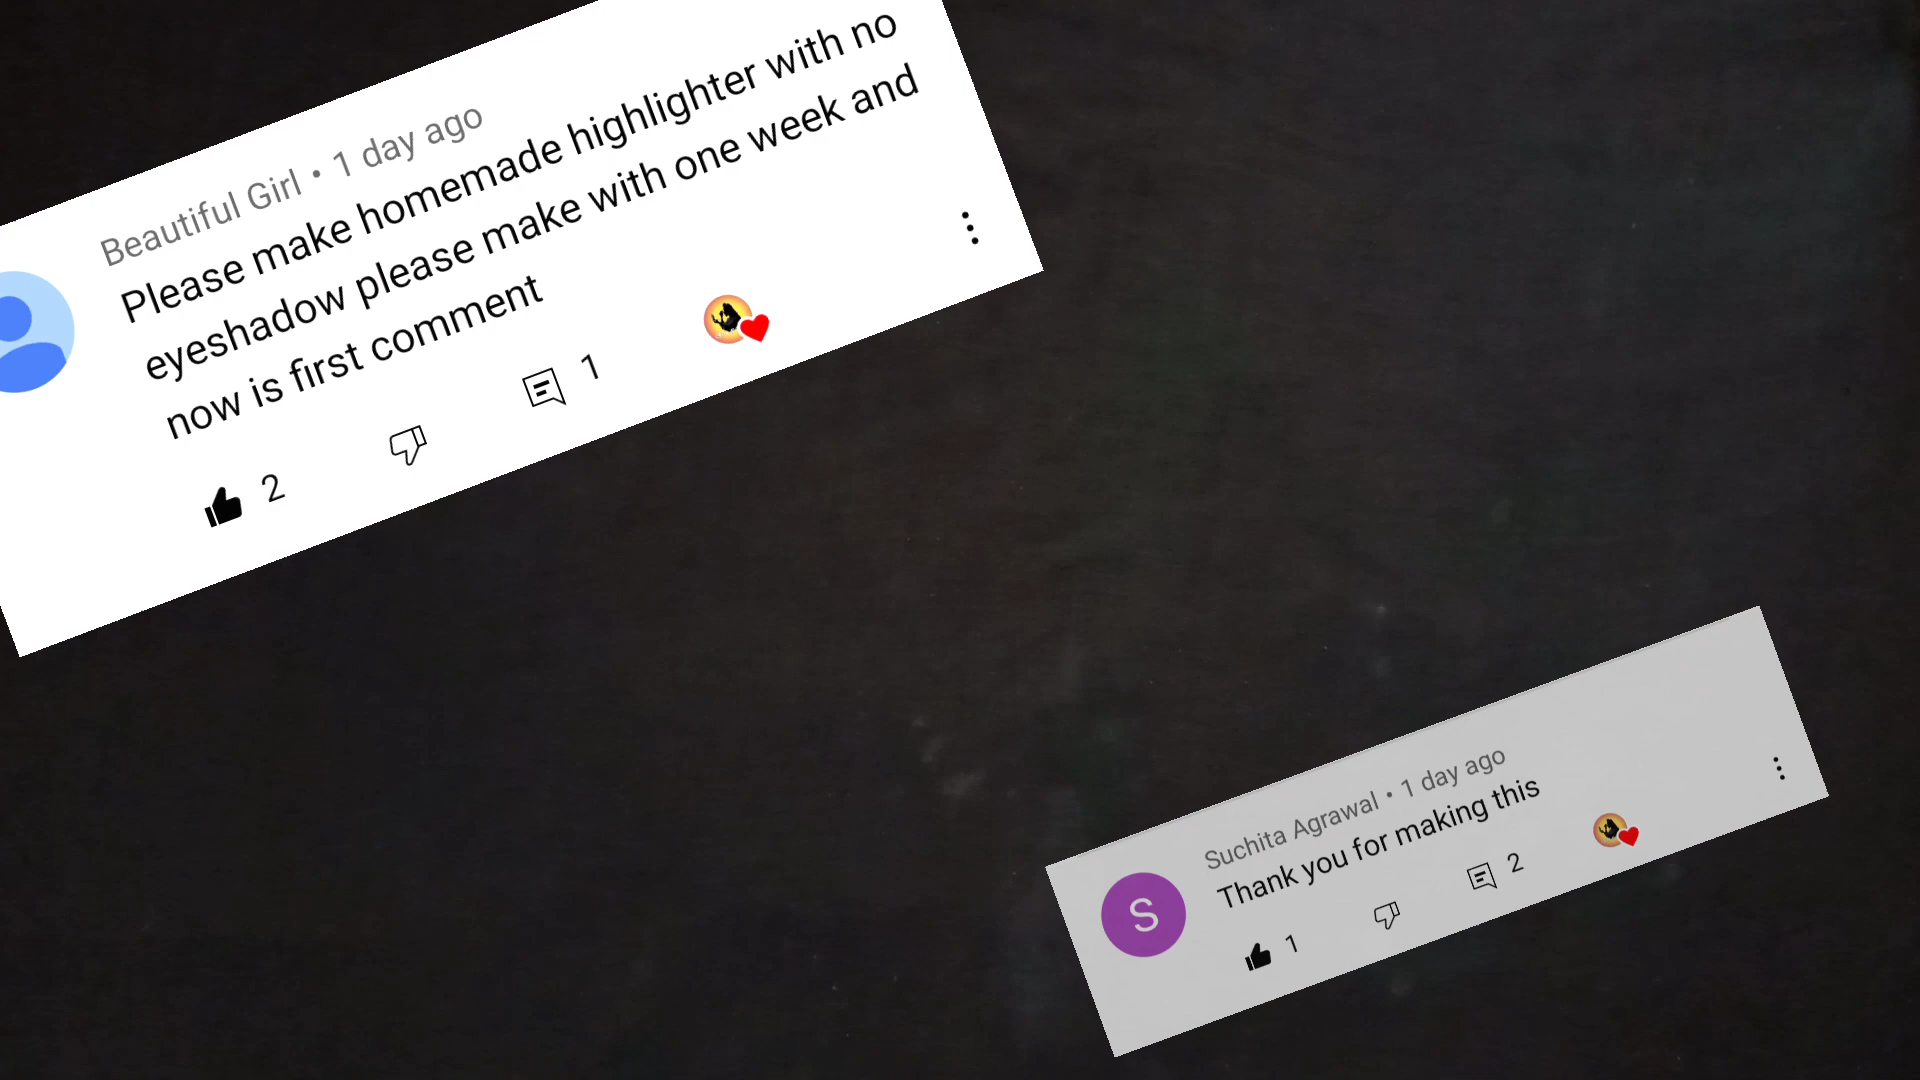 Beautiful Girl • 1 day ago
Please make homemade highlighter with no
eyeshadow please make with one week and
now is first comment
2
1
Suchita Agrawal • 1 day ago
Thank you for making this
S
1
2